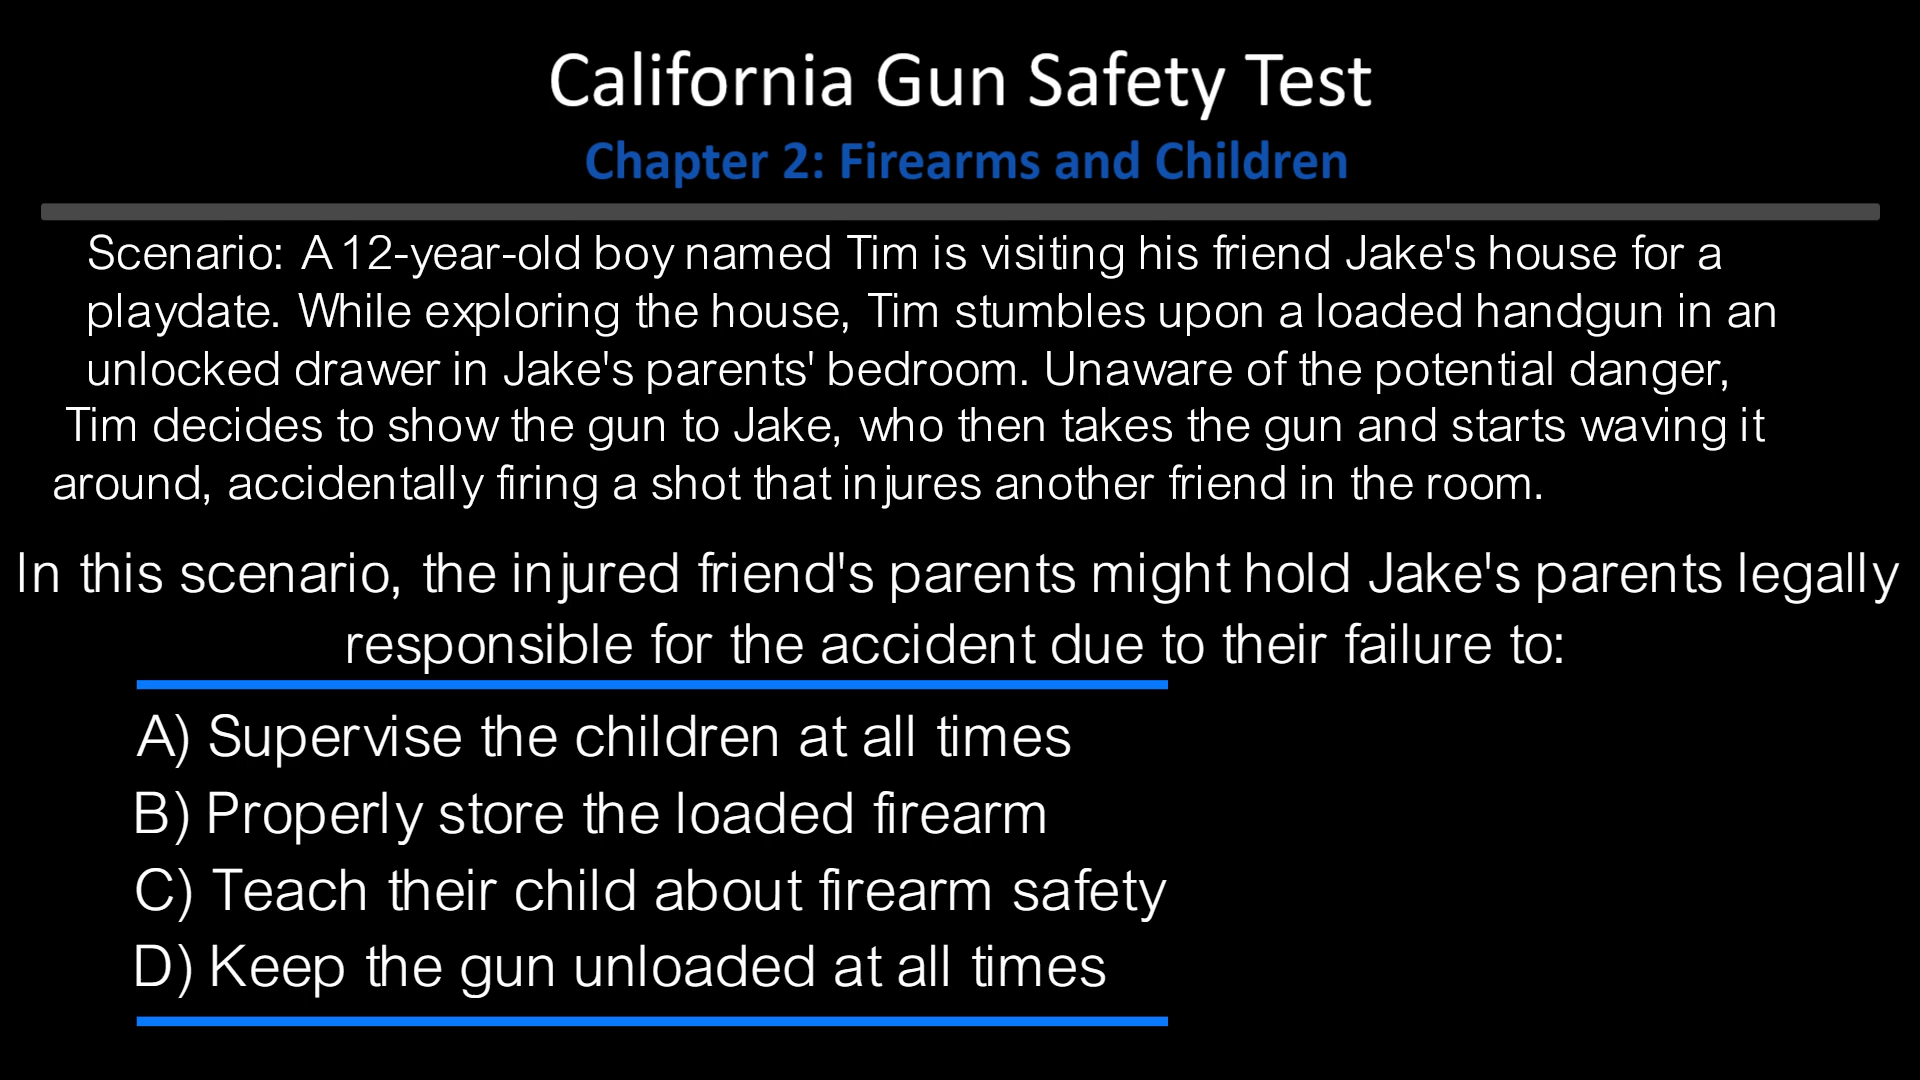 California Gun Safety Test
Chapter 2: Firearms and Children
Scenario: A 12-year-old boy named Tim is visiting his friend Jake's house for a
playdate. While exploring the house, Tim stumbles upon a loaded handgun in an
unlocked drawer in Jake's parents' bedroom. Unaware of the potential danger,
Tim decides to show the gun to Jake, who then takes the gun and starts waving it
around, accidentally firing a shot that injures another friend in the room.
In this scenario, the injured friend's parents might hold Jake's parents legally
responsible for the accident due to their failure to:
A) Supervise the children at all times
B) Properly store the loaded firearm
C) Teach their child about firearm safety
D) Keep the gun unloaded at all times